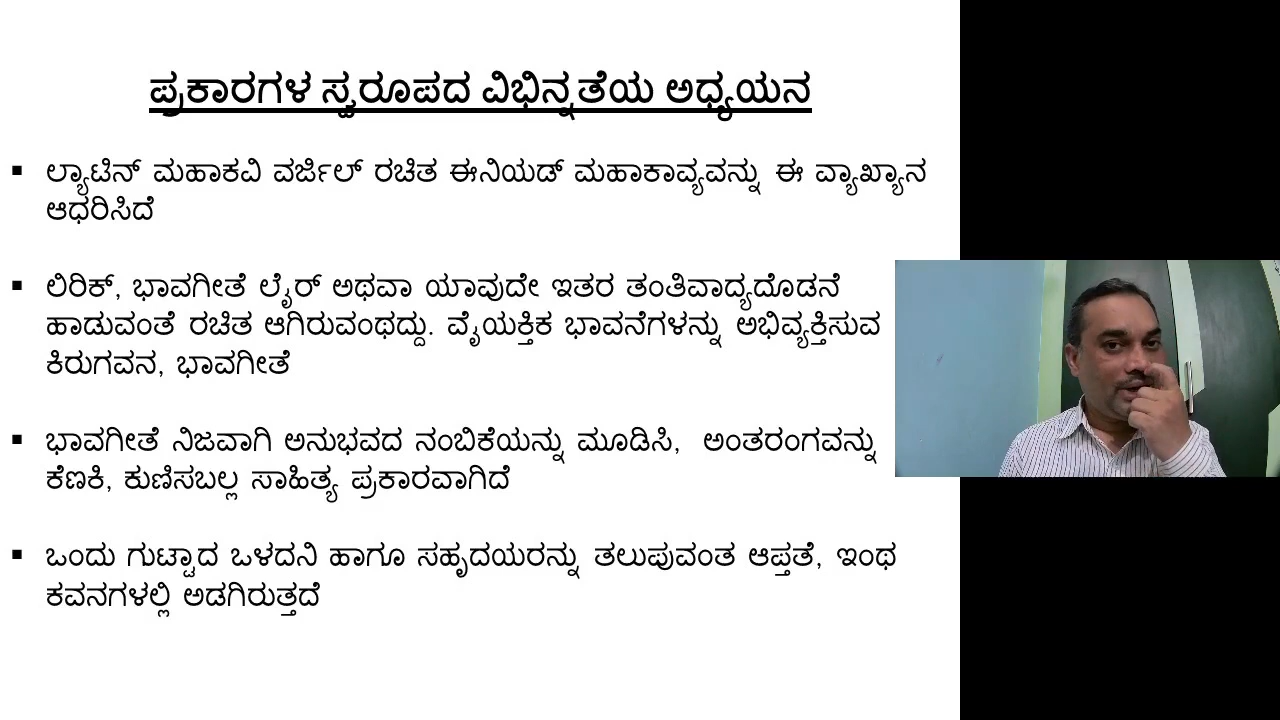 ಪ್ರಕಾರಗಳ ಸ್ವರೂಪದ ವಿಭಿನ್ನತೆಯ ಅಧ್ಯಯನ
▪ ಲ್ಯಾಟಿನ್ ಮಹಾಕವಿ ವರ್ಜಿಲ್ ರಚಿತ ಈನಿಯಡ್ ಮಹಾಕಾವ್ಯವನ್ನು ಈ ವ್ಯಾಖ್ಯಾನ
ಆಧರಿಸಿದೆ
▪ ಲಿರಿಕ್, ಭಾವಗೀತೆ ಲೈರ್ ಅಥವಾ ಯಾವುದೇ ಇತರ ತಂತಿವಾದ್ಯದೊಡನೆ
ಹಾಡುವಂತೆ ರಚಿತ ಆಗಿರುವಂಥದ್ದು. ವೈಯಕ್ತಿಕ ಭಾವನೆಗಳನ್ನು ಅಭಿವ್ಯಕ್ತಿಸುವ
ಕಿರುಗವನ, ಭಾವಗೀತೆ
▪ ಭಾವಗೀತೆ ನಿಜವಾಗಿ ಅನುಭವದ ನಂಬಿಕೆಯನ್ನು ಮೂಡಿಸಿ, ಅಂತರಂಗವನ್ನು
ಕೆಣಕಿ, ಕುಣಿಸಬಲ್ಲ ಸಾಹಿತ್ಯ ಪ್ರಕಾರವಾಗಿದೆ
▪ ಒಂದು ಗುಟ್ಟಾದ ಒಳದನಿ ಹಾಗೂ ಸಹೃದಯರನ್ನು ತಲುಪುವಂತ ಆಪ್ತತೆ, ಇಂಥ
ಕವನಗಳಲ್ಲಿ ಅಡಗಿರುತ್ತದೆ